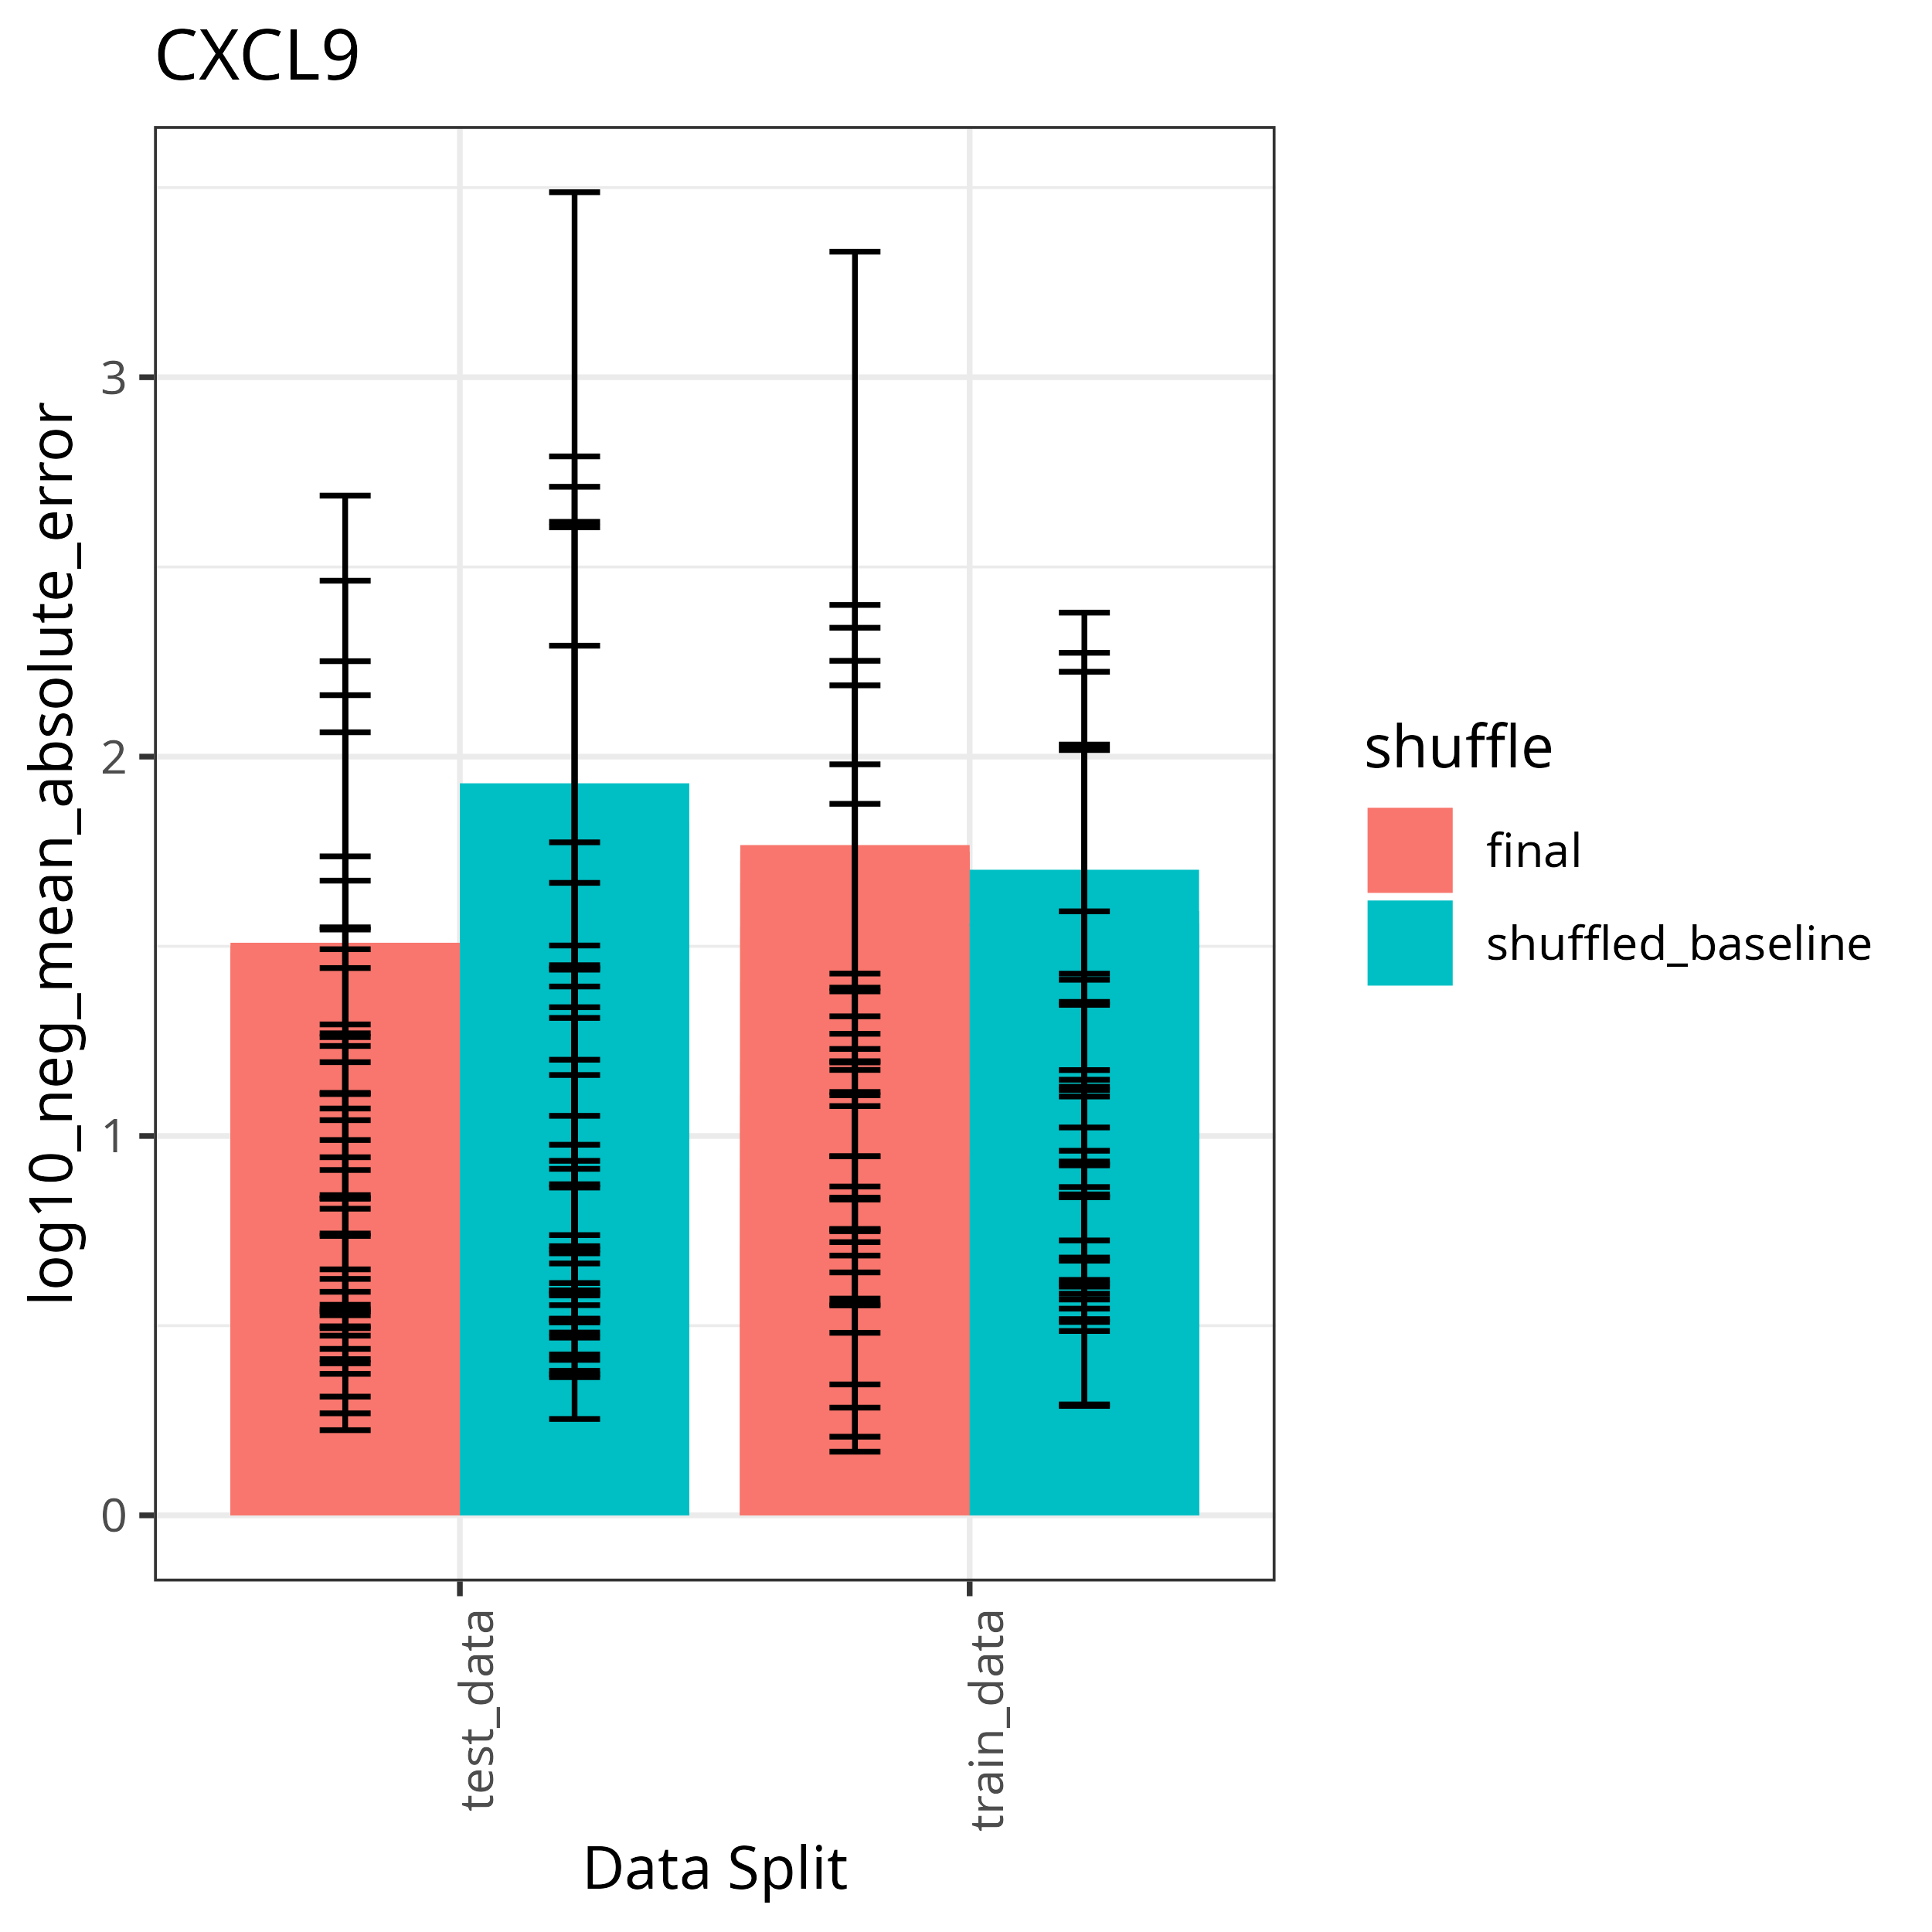 CXCL9
log10_neg_mean_absolute_error
3
2
1
0
test_data
train_data
Data Split
shuffle
final
shuffled_baseline